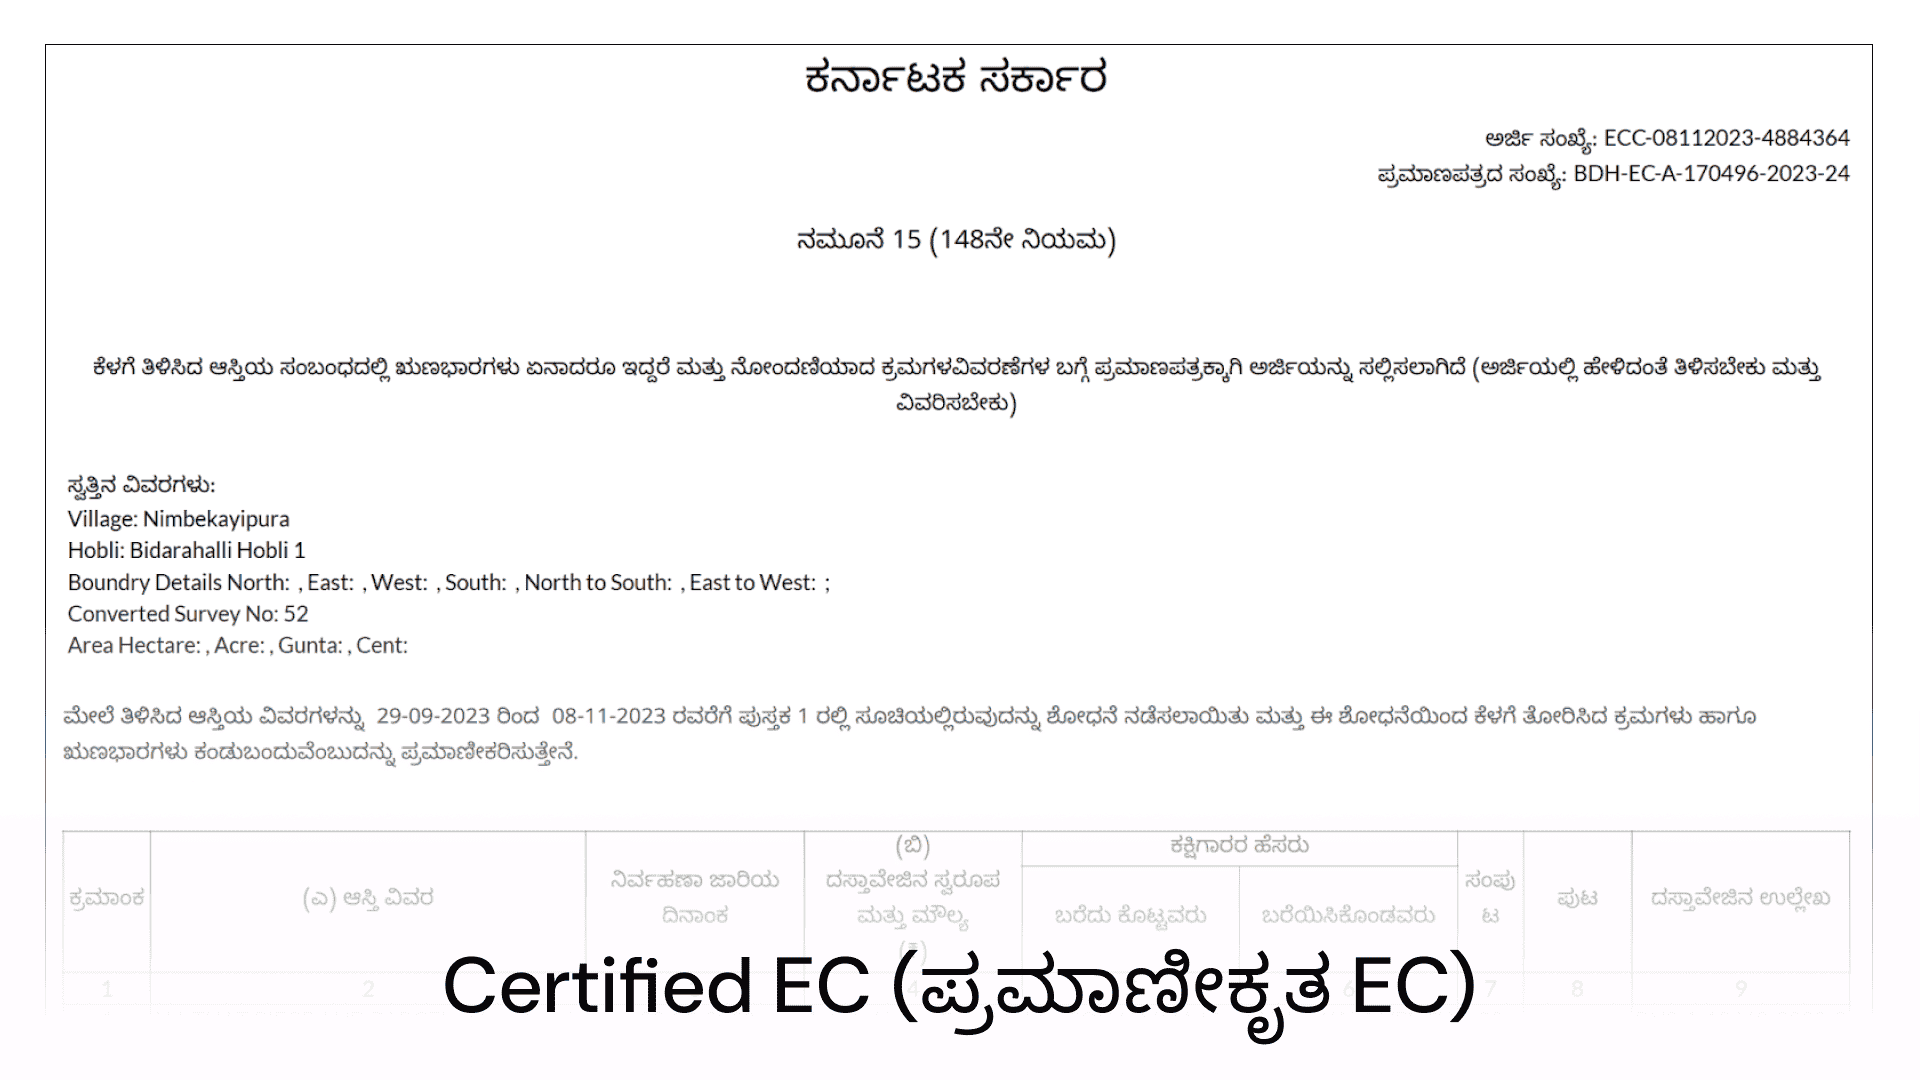 ಕರ್ನಾಟಕ ಸರ್ಕಾರ
ಅರ್ಜಿ ಸಂಖ್ಯೆ: ECC-08112023-4884364
ಪ್ರಮಾಣಪತ್ರದ ಸಂಖ್ಯೆ: BDH-EC-A-170496-2023-24
ನಮೂನೆ 15 (148ನೇ ನಿಯಮ)
ಕೆಳಗೆ ತಿಳಿಸಿದ ಆಸ್ತಿಯ ಸಂಬಂಧದಲ್ಲಿ ಋಣಭಾರಗಳು ಏನಾದರೂ ಇದ್ದರೆ ಮತ್ತು ನೋಂದಣಿಯಾದ ಕ್ರಮಗಳವಿವರಣೆಗಳ ಬಗ್ಗೆ ಪ್ರಮಾಣಪತ್ರಕ್ಕಾಗಿ ಅರ್ಜಿಯನ್ನು ಸಲ್ಲಿಸಲಾಗಿದೆ (ಅರ್ಜಿಯಲ್ಲಿ ಹೇಳಿದಂತೆ ತಿಳಿಸಬೇಕು ಮತ್ತು
ವಿವರಿಸಬೇಕು)
ಸ್ವತ್ತಿನ ವಿವರಗಳು:
Village: Nimbekayipura
Hobli: Bidarahalli Hobli 1
Boundry Details North: , East: , West: , South: , North to South: , East to West: ;
Converted Survey No: 52
Area Hectare: , Acre: , Gunta: , Cent:
ಮೇಲೆ ತಿಳಿಸಿದ ಆಸ್ತಿಯ ವಿವರಗಳನ್ನು 29-09-2023 ರಿಂದ 08-11-2023 ರವರೆಗೆ ಪುಸ್ತಕ 1 ರಲ್ಲಿ ಸೂಚಿಯಲ್ಲಿರುವುದನ್ನು ಶೋಧನೆ ನಡೆಸಲಾಯಿತು ಮತ್ತು ಈ ಶೋಧನೆಯಿಂದ ಕೆಳಗೆ ತೋರಿಸಿದ ಕ್ರಮಗಳು ಹಾಗೂ
ಋಣಭಾರಗಳು ಕಂಡುಬಂದುವೆಂಬುದನ್ನು ಪ್ರಮಾಣೀಕರಿಸುತ್ತೇನೆ.
ಕ್ರಮಾಂಕ
(ಎ) ಆಸ್ತಿ ವಿವರ
ನಿರ್ವಹಣಾ ಜಾರಿಯ
ದಿನಾಂಕ
(ಬಿ)
ದಸ್ತಾವೇಜಿನ ಸ್ವರೂಪ
ಮತ್ತು ಮೌಲ್ಯ
ಕಕ್ಷಿಗಾರರ ಹೆಸರು
ಬರೆದು ಕೊಟ್ಟವರು
ಬರೆಯಿಸಿಕೊಂಡವರು
ಸಂಪು
ಟ
ಪುಟ
ದಸ್ತಾವೇಜಿನ ಉಲ್ಲೇಖ
1 2 4 6 7 8 9
Certified EC (ಪ್ರಮಾಣೀಕೃತ EC)